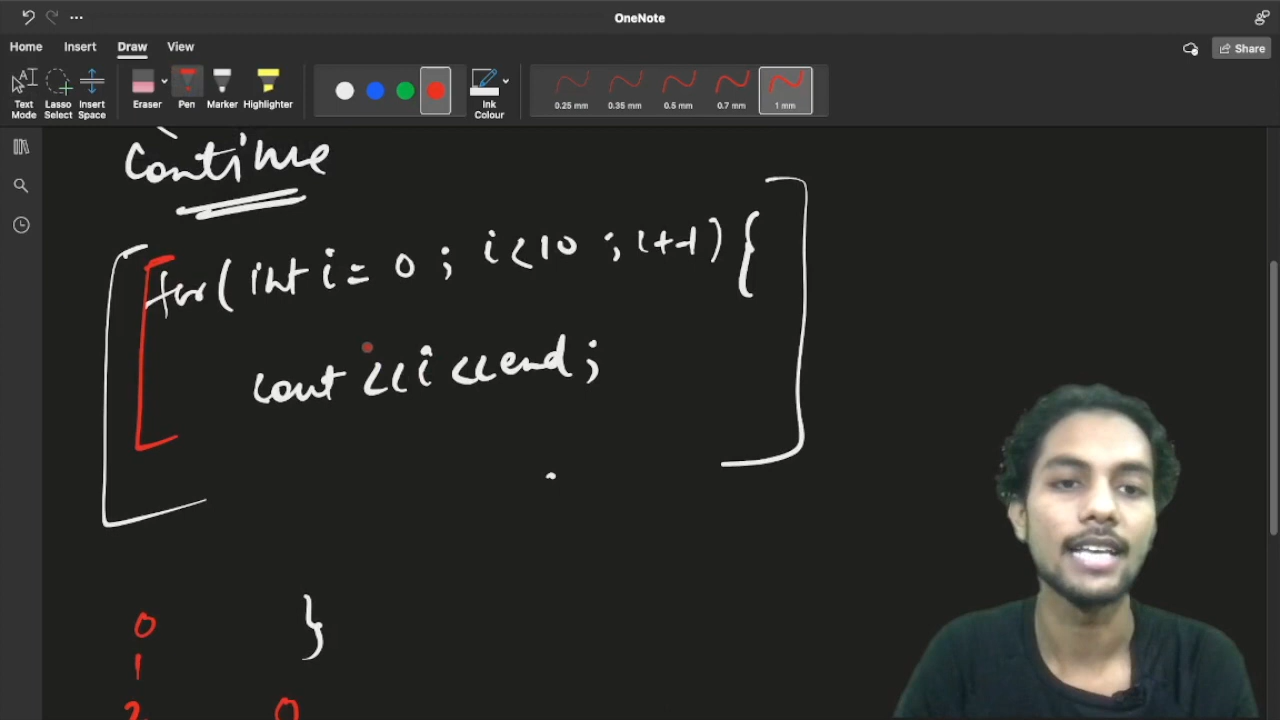 OneNote
Home Insert Draw View Share
Text Mode Lasso Select Insert Space Eraser Pen Marker Highlighter Ink Colour 0.25 mm 0.35 mm 0.5 mm 0.7 mm 1 mm
Continue
for( int i = 0 ; i<10 ; i++) {
cout <<i <<end ;
0 }
1
2 0